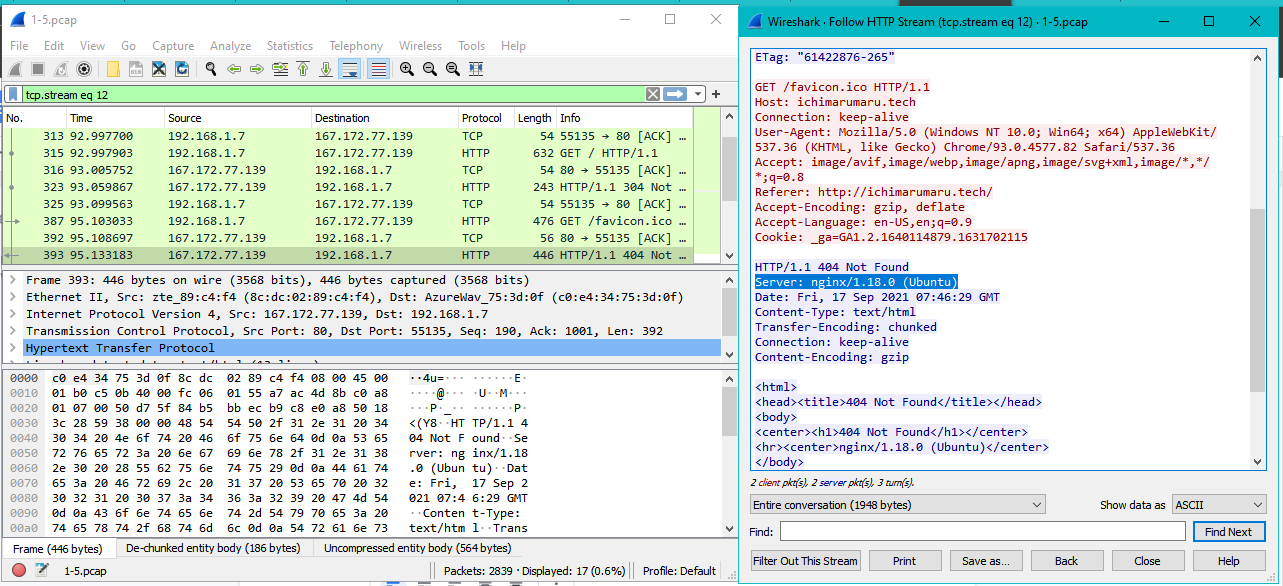 1-5.pcap
File Edit View Go Capture Analyze Statistics Telephony Wireless Tools Help
tcp.stream eq 12
No. Time Source Destination Protocol Length Info
313 92.997700 192.168.1.7 167.172.77.139 TCP 54 55135 → 80 [ACK] …
315 92.997903 192.168.1.7 167.172.77.139 HTTP 632 GET / HTTP/1.1
316 93.005752 167.172.77.139 192.168.1.7 TCP 54 80 → 55135 [ACK] …
323 93.059867 167.172.77.139 192.168.1.7 HTTP 243 HTTP/1.1 304 Not …
325 93.099563 192.168.1.7 167.172.77.139 TCP 54 80 → 55135 [ACK] …
387 95.103033 192.168.1.7 167.172.77.139 HTTP 476 GET /favicon.ico …
392 95.108697 167.172.77.139 192.168.1.7 TCP 56 80 → 55135 [ACK] …
393 95.133183 167.172.77.139 192.168.1.7 HTTP 446 HTTP/1.1 404 Not …
Frame 393: 446 bytes on wire (3568 bits), 446 bytes captured (3568 bits)
Ethernet II, Src: zte_89:c4:f4 (8c:dc:02:89:c4:f4), Dst: AzureWav_75:3d:0f (c0:e4:34:75:3d:0f)
Internet Protocol Version 4, Src: 167.172.77.139, Dst: 192.168.1.7
Transmission Control Protocol, Src Port: 80, Dst Port: 55135, Seq: 190, Ack: 1001, Len: 392
Hypertext Transfer Protocol
0000 c0 e4 34 75 3d 0f 8c dc 02 89 c4 f4 08 00 45 00 ··4u=··· ······E·
0010 01 b0 c5 0b 40 00 fc 06 01 55 a7 ac 4d 8b c0 a8 ····@··· ·U··M···
0020 01 07 00 50 d7 5f 84 b5 bb ec b9 c8 e0 a8 50 18 ···P·_·· ······P·
0030 3c 28 59 38 00 00 48 54 54 50 2f 31 2e 31 20 34 <(Y8··HT TP/1.1 4
0040 30 34 20 4e 6f 74 20 46 6f 75 6e 64 0d 0a 53 65 04 Not F ound··Se
0050 72 76 65 72 3a 20 6e 67 69 6e 78 2f 31 2e 31 38 rver: ng inx/1.18
0060 2e 30 20 28 55 62 75 6e 74 75 29 0d 0a 44 61 74 .0 (Ubun tu)··Dat
0070 65 3a 20 46 72 69 2c 20 31 37 20 53 65 70 20 32 e: Fri, 17 Sep 2
0080 30 32 31 20 30 37 3a 34 36 3a 32 39 20 47 4d 54 021 07:4 6:29 GMT
0090 0d 0a 43 6f 6e 74 65 6e 74 2d 54 79 70 65 3a 20 ··Conten t-Type:
00a0 74 65 78 74 2f 68 74 6d 6c 0d 0a 54 72 61 6e 73 text/htm l··Trans
Frame (446 bytes) De-chunked entity body (186 bytes) Uncompressed entity body (564 bytes)
1-5.pcap Packets: 2839 · Displayed: 17 (0.6%) Profile: Default
Wireshark · Follow HTTP Stream (tcp.stream eq 12) · 1-5.pcap
ETag: "61422876-265"
GET /favicon.ico HTTP/1.1
Host: ichimarumaru.tech
Connection: keep-alive
User-Agent: Mozilla/5.0 (Windows NT 10.0; Win64; x64) AppleWebKit/
537.36 (KHTML, like Gecko) Chrome/93.0.4577.82 Safari/537.36
Accept: image/avif,image/webp,image/apng,image/svg+xml,image/*,*/
*;q=0.8
Referer: http://ichimarumaru.tech/
Accept-Encoding: gzip, deflate
Accept-Language: en-US,en;q=0.9
Cookie: _ga=GA1.2.1640114879.1631702115
HTTP/1.1 404 Not Found
Server: nginx/1.18.0 (Ubuntu)
Date: Fri, 17 Sep 2021 07:46:29 GMT
Content-Type: text/html
Transfer-Encoding: chunked
Connection: keep-alive
Content-Encoding: gzip
<html>
<head><title>404 Not Found</title></head>
<body>
<center><h1>404 Not Found</h1></center>
<hr><center>nginx/1.18.0 (Ubuntu)</center>
</body>
2 client pkt(s), 2 server pkt(s), 3 turn(s).
Entire conversation (1948 bytes) Show data as ASCII
Find: Find Next
Filter Out This Stream Print Save as… Back Close Help